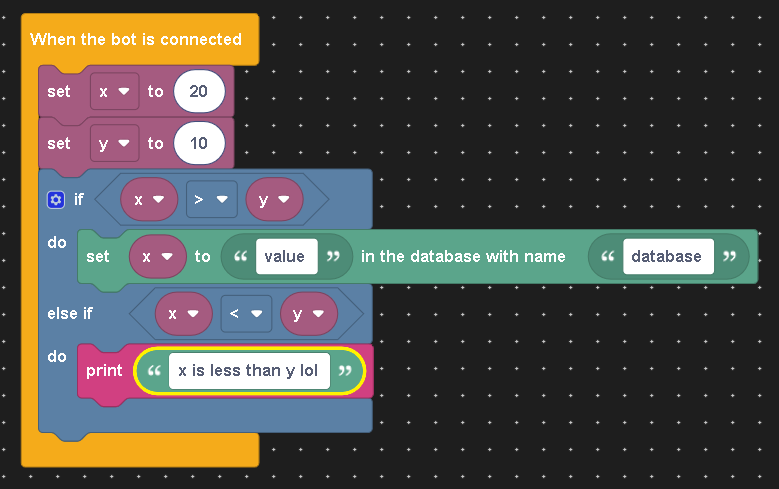 When the bot is connected
set x to 20
set y to 10
if x > y
do
set x to “ value ” in the database with name “ database ”
else if x < y
do
print “ x is less than y lol ”